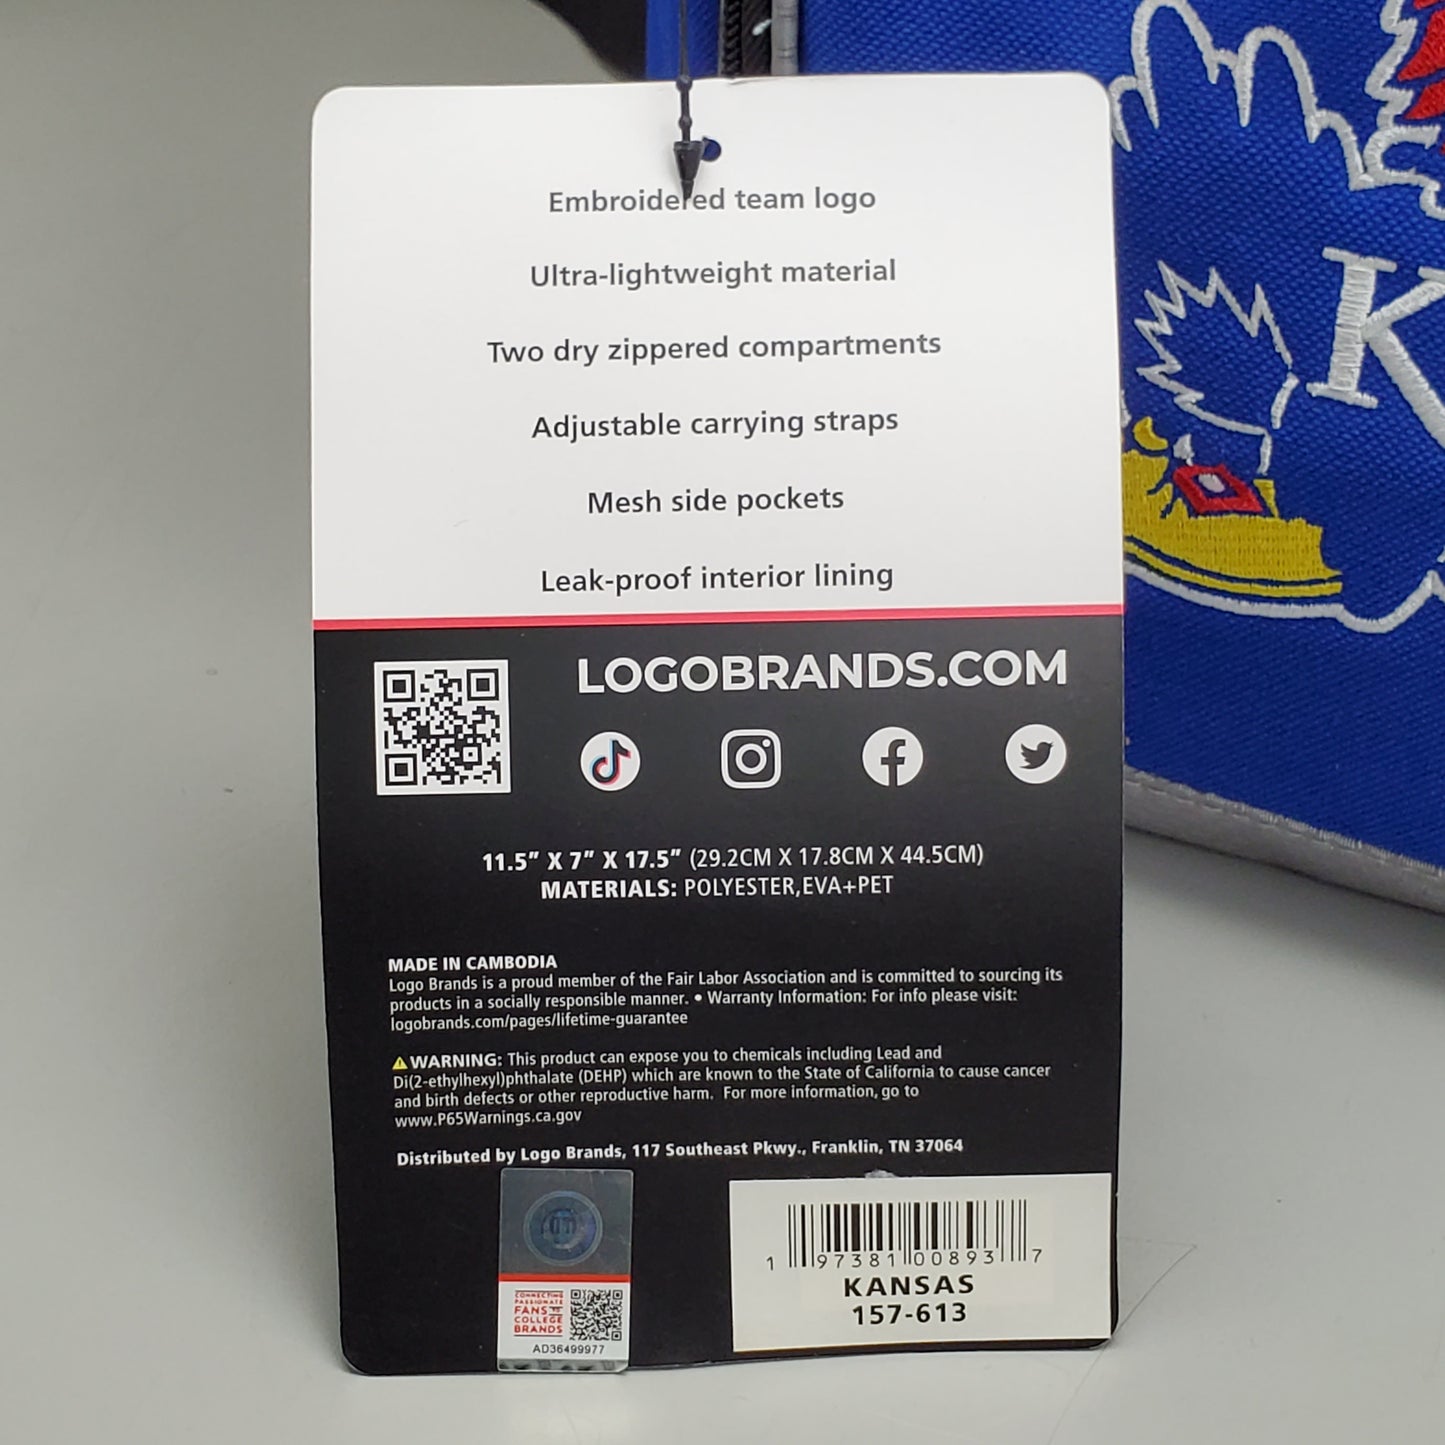 Embroidered team logo
Ultra-lightweight material
Two dry zippered compartments
Adjustable carrying straps
Mesh side pockets
Leak-proof interior lining
LOGOBRANDS.COM
11.5” X 7” X 17.5” (29.2CM X 17.8CM X 44.5CM)
MATERIALS: POLYESTER,EVA+PET
MADE IN CAMBODIA
Logo Brands is a proud member of the Fair Labor Association and is committed to sourcing its
products in a socially responsible manner. • Warranty Information: For info please visit:
logobrands.com/pages/lifetime-guarantee
WARNING: This product can expose you to chemicals including Lead and
Di(2-ethylhexyl)phthalate (DEHP) which are known to the State of California to cause cancer
and birth defects or other reproductive harm. For more information, go to
www.P65Warnings.ca.gov
Distributed by Logo Brands, 117 Southeast Pkwy., Franklin, TN 37064
CONNECTING
PASSIONATE
FANS TO
COLLEGE
BRANDS
AD36499977
1 97381 00893 7
KANSAS
157-613
K